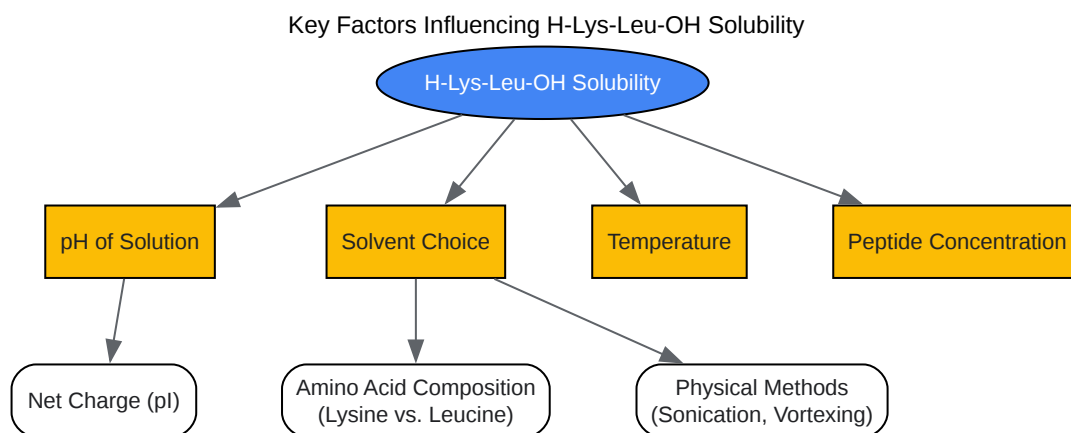 Key Factors Influencing H-Lys-Leu-OH Solubility
H-Lys-Leu-OH Solubility
pH of Solution
Solvent Choice
Temperature
Peptide Concentration
Net Charge (pI)
Amino Acid Composition
(Lysine vs. Leucine)
Physical Methods
(Sonication, Vortexing)